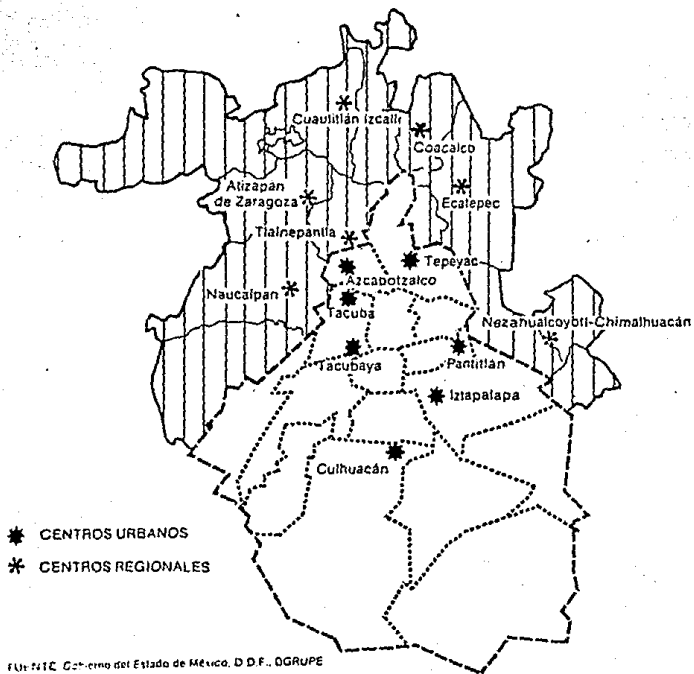 Cuautitlán Izcalli
Coacalco
Atizapán
de Zaragoza
Ecatepec
Tlalnepantla
Tepeyac
Azcapotzalco
Naucalpan
Tacuba
Nezahualcoyotl-Chimalhuacán
Tacubaya
Pantitlán
Iztapalapa
Culhuacán
CENTROS URBANOS
CENTROS REGIONALES
FUENTE Gobierno del Estado de México, D.D.F., DGRUPE